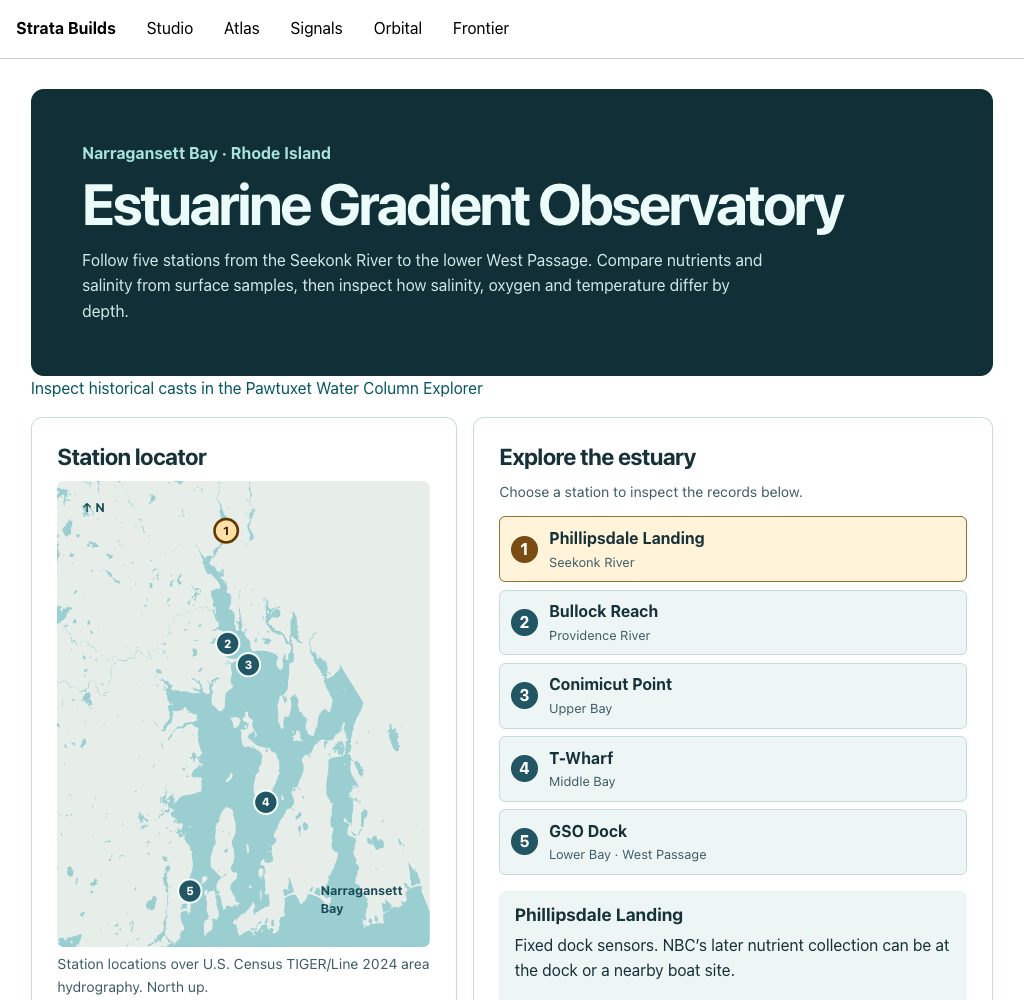 Strata Builds Studio Atlas Signals Orbital Frontier
Narragansett Bay · Rhode Island
Estuarine Gradient Observatory
Follow five stations from the Seekonk River to the lower West Passage. Compare nutrients and
salinity from surface samples, then inspect how salinity, oxygen and temperature differ by
depth.
Inspect historical casts in the Pawtuxet Water Column Explorer
Station locator
↑ N
1
2
3
4
5
Narragansett
Bay
Station locations over U.S. Census TIGER/Line 2024 area
hydrography. North up.
Explore the estuary
Choose a station to inspect the records below.
1 Phillipsdale Landing
Seekonk River
2 Bullock Reach
Providence River
3 Conimicut Point
Upper Bay
4 T-Wharf
Middle Bay
5 GSO Dock
Lower Bay · West Passage
Phillipsdale Landing
Fixed dock sensors. NBC’s later nutrient collection can be at
the dock or a nearby boat site.